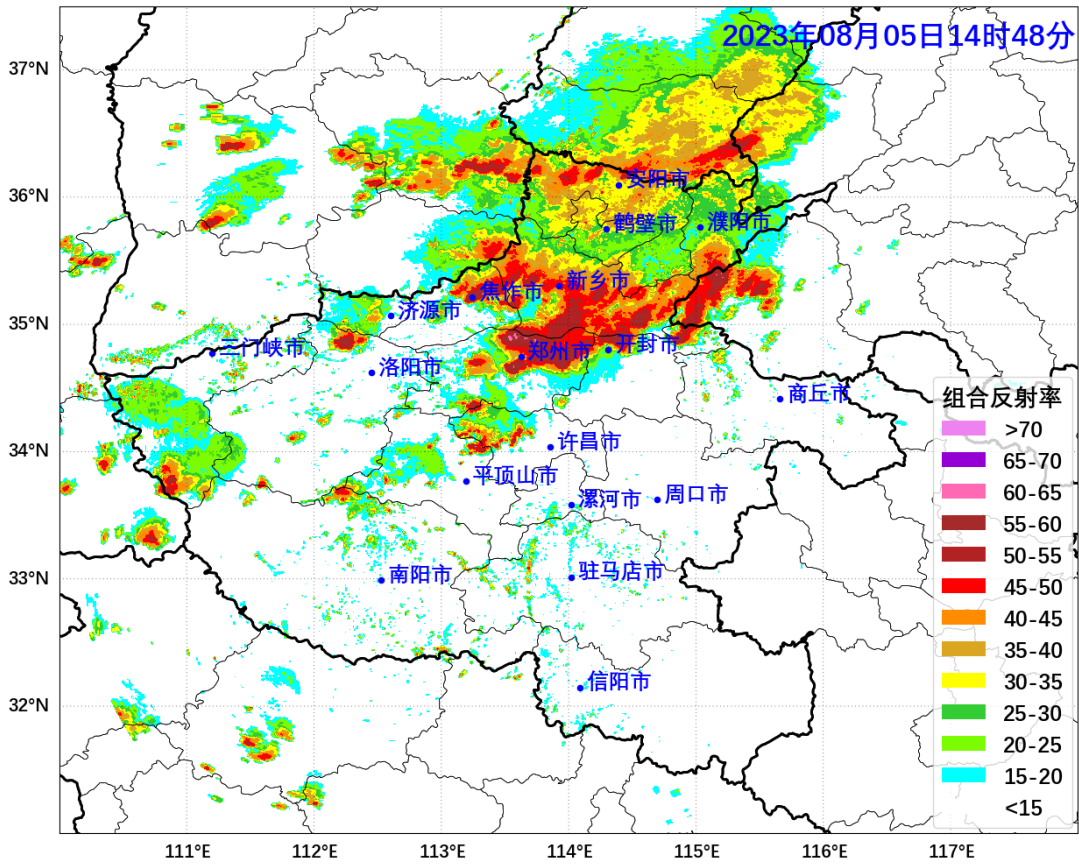 2023年08月05日14时48分
37°N
36°N
35°N
34°N
33°N
32°N
安阳市
鹤壁市
濮阳市
新乡市
焦作市
济源市
三门峡市
郑州市
开封市
洛阳市
商丘市
许昌市
平顶山市
漯河市
周口市
南阳市
驻马店市
信阳市
组合反射率
>70
65-70
60-65
55-60
50-55
45-50
40-45
35-40
30-35
25-30
20-25
15-20
<15
111°E
112°E
113°E
114°E
115°E
116°E
117°E